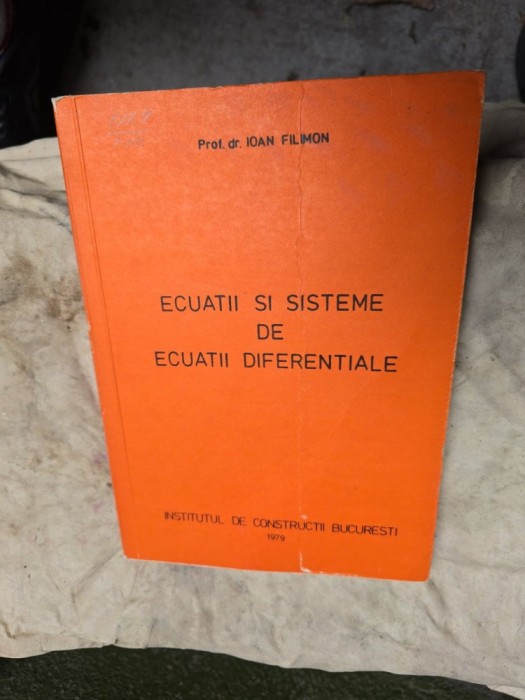 Prof. dr. IOAN FILIMON
ECUATII SI SISTEME
DE
ECUATII DIFERENTIALE
INSTITUTUL DE CONSTRUCTII BUCURESTI
1979